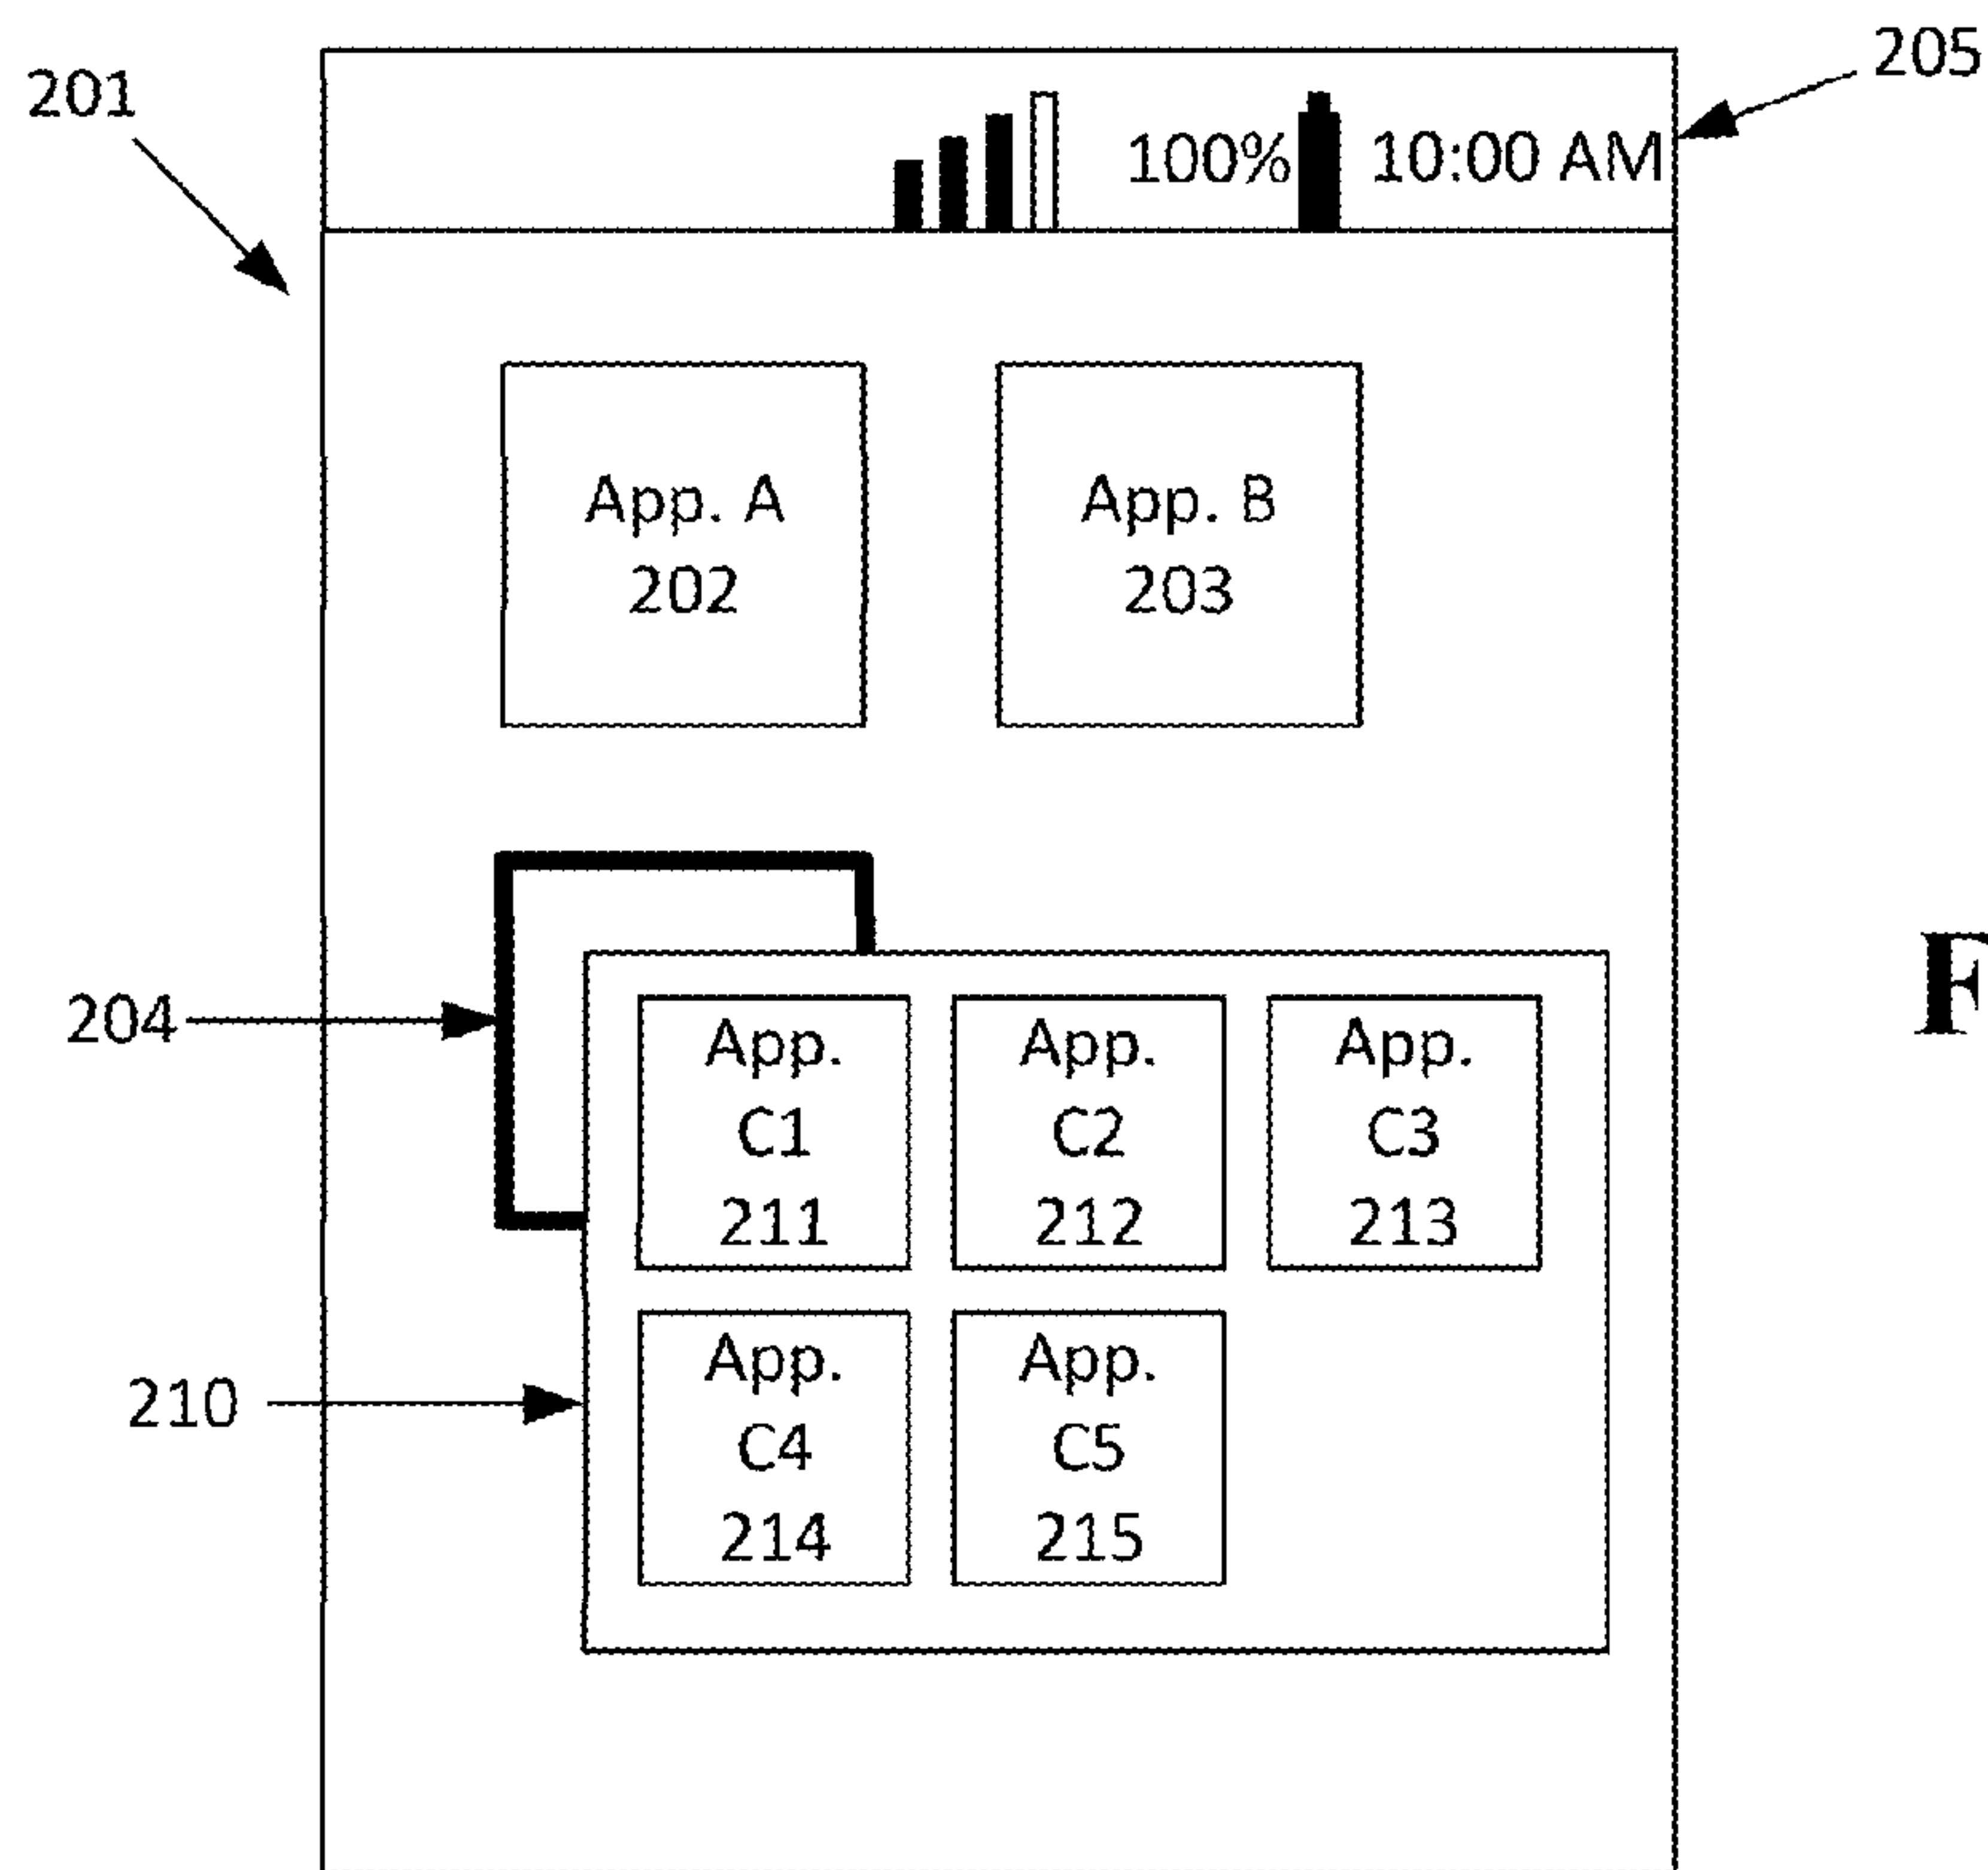 205
201
100% 10:00 AM
App. A
202
App. B
203
F
204
App.
C1
211
App.
C2
212
App.
C3
213
210
App.
C4
214
App.
C5
215